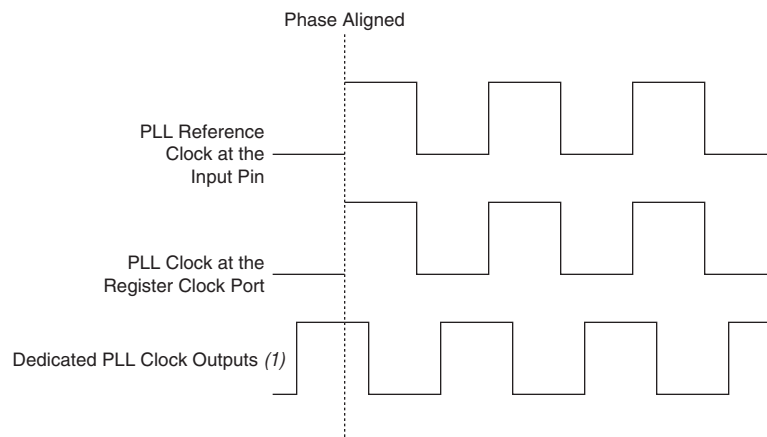 Phase Aligned
PLL Reference
Clock at the
Input Pin
PLL Clock at the
Register Clock Port
Dedicated PLL Clock Outputs (1)